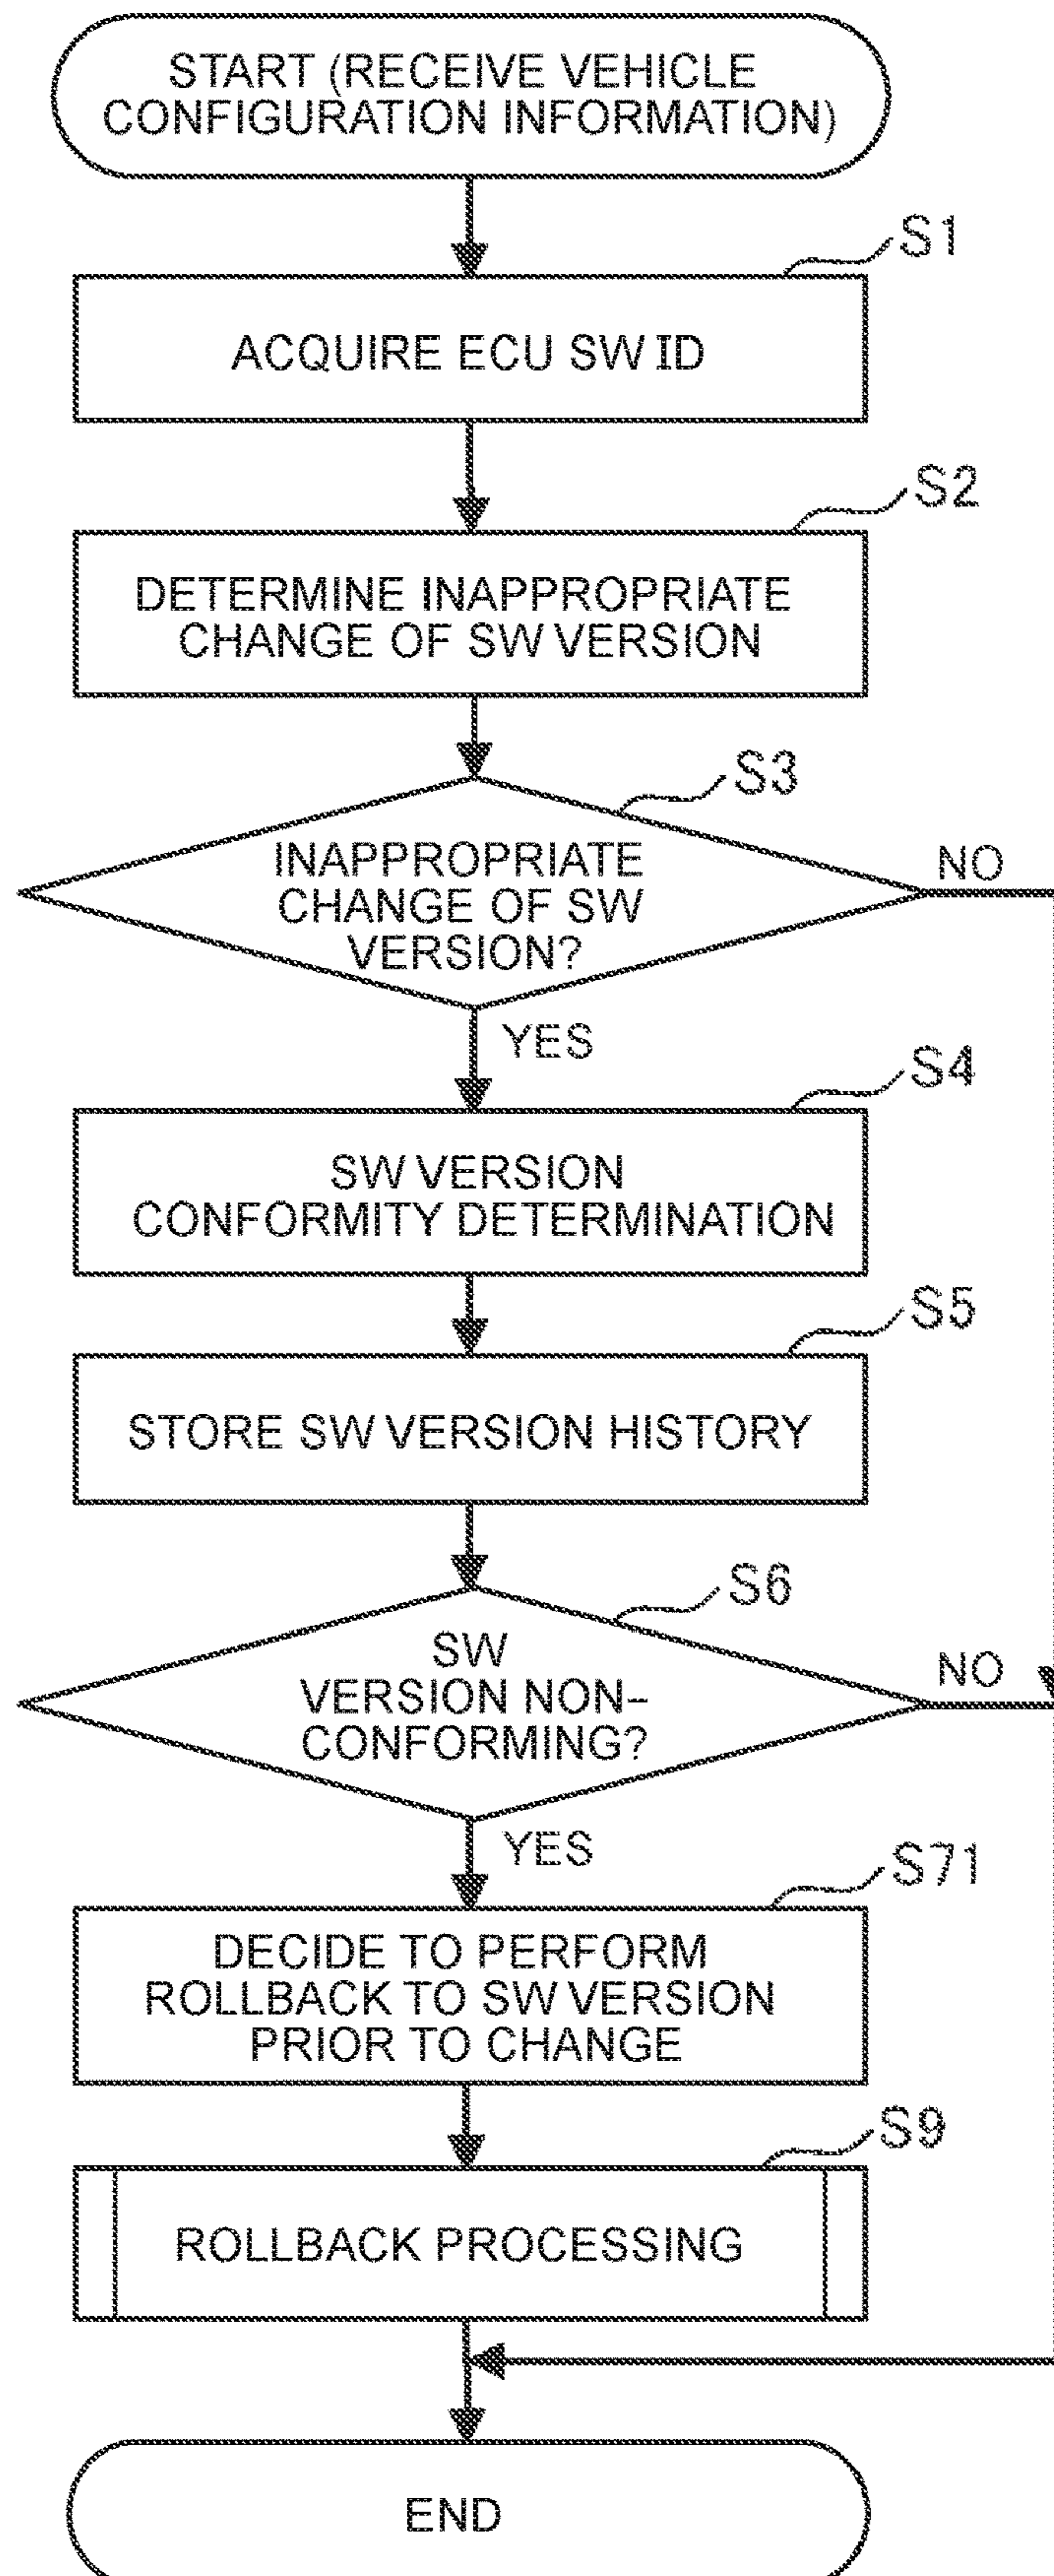 START (RECEIVE VEHICLE
CONFIGURATION INFORMATION)
S1
ACQUIRE ECU SW ID
S2
DETERMINE INAPPROPRIATE
CHANGE OF SW VERSION
S3
INAPPROPRIATE
CHANGE OF SW
VERSION?
NO
YES
S4
SW VERSION
CONFORMITY DETERMINATION
S5
STORE SW VERSION HISTORY
S6
SW
VERSION NON-
CONFORMING?
NO
YES
S71
DECIDE TO PERFORM
ROLLBACK TO SW VERSION
PRIOR TO CHANGE
S9
ROLLBACK PROCESSING
END